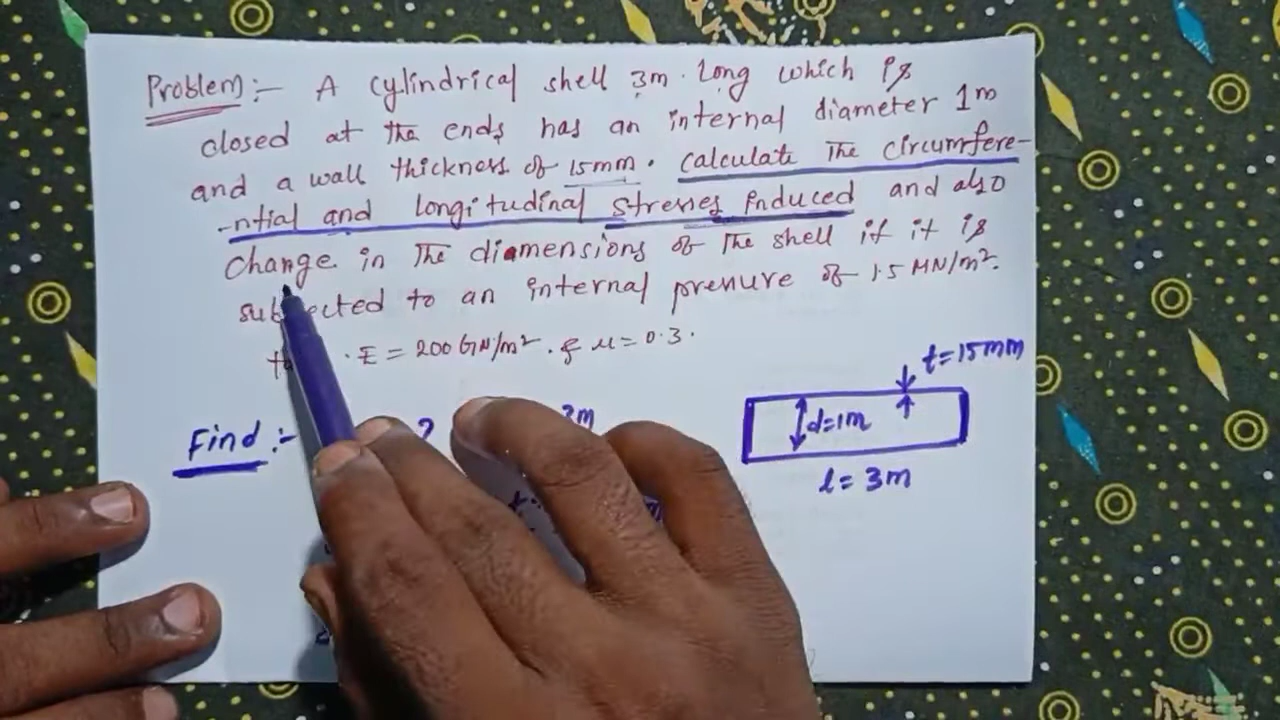 Problem:- A cylindrical shell 3m long which is
closed at the ends has an internal diameter 1m
and a wall thickness of 15mm. calculate the circumfere-
-ntial and longitudinal stresses induced and also
change in the diamensions of the shell if it is
subjected to an internal pressure of 1.5 MN/m².
E = 200 GN/m². & μ = 0.3.
t=15mm
Find:- ? 3m
d=1m
l = 3m